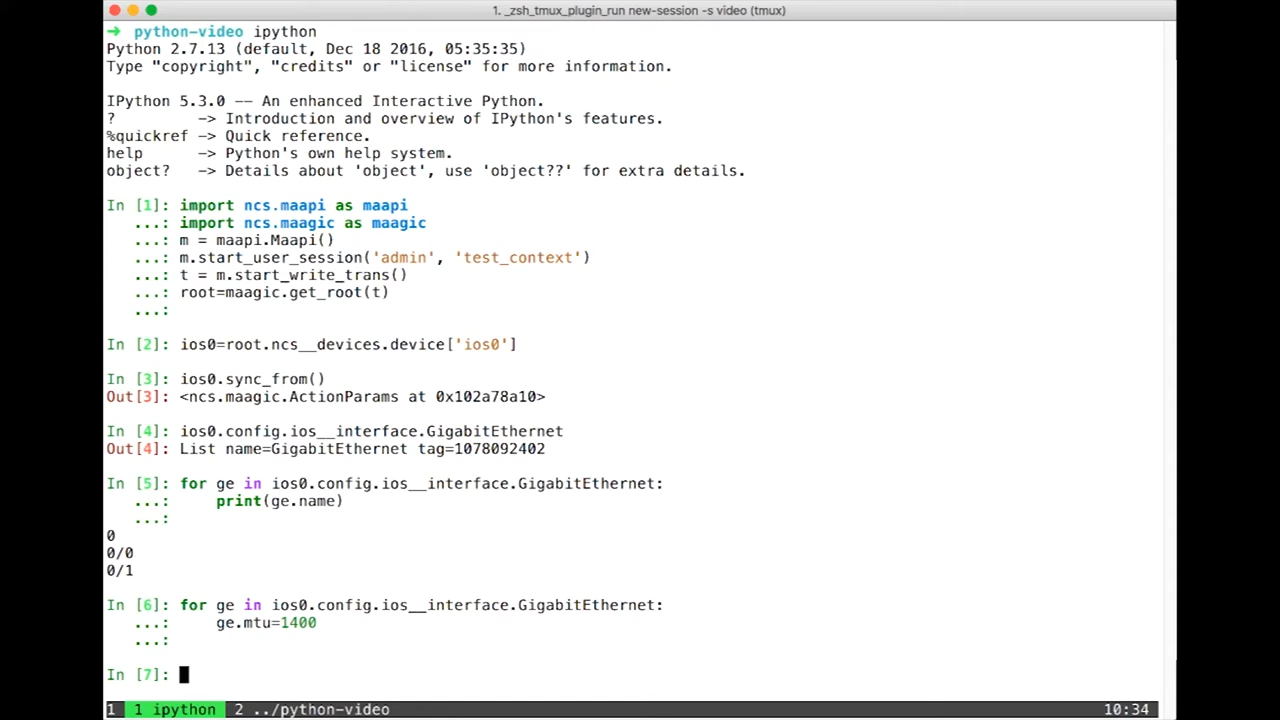 1. _zsh_tmux_plugin_run new-session -s video (tmux)
➜  python-video ipython
Python 2.7.13 (default, Dec 18 2016, 05:35:35)
Type "copyright", "credits" or "license" for more information.
IPython 5.3.0 -- An enhanced Interactive Python.
?         -> Introduction and overview of IPython's features.
%quickref -> Quick reference.
help      -> Python's own help system.
object?   -> Details about 'object', use 'object??' for extra details.
In [1]: import ncs.maapi as maapi
   ...: import ncs.maagic as maagic
   ...: m = maapi.Maapi()
   ...: m.start_user_session('admin', 'test_context')
   ...: t = m.start_write_trans()
   ...: root=maagic.get_root(t)
   ...:
In [2]: ios0=root.ncs__devices.device['ios0']
In [3]: ios0.sync_from()
Out[3]: <ncs.maagic.ActionParams at 0x102a78a10>
In [4]: ios0.config.ios__interface.GigabitEthernet
Out[4]: List name=GigabitEthernet tag=1078092402
In [5]: for ge in ios0.config.ios__interface.GigabitEthernet:
   ...:     print(ge.name)
   ...:
0
0/0
0/1
In [6]: for ge in ios0.config.ios__interface.GigabitEthernet:
   ...:     ge.mtu=1400
   ...:
In [7]:
1  1 ipython  2 ../python-video  10:34